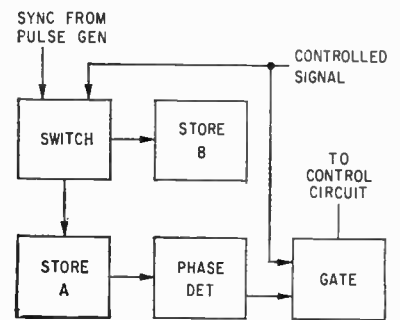 SYNC FROM
PULSE GEN
CONTROLLED
SIGNAL
SWITCH
STORE
B
TO
CONTROL
CIRCUIT
STORE
A
PHASE
DET
GATE